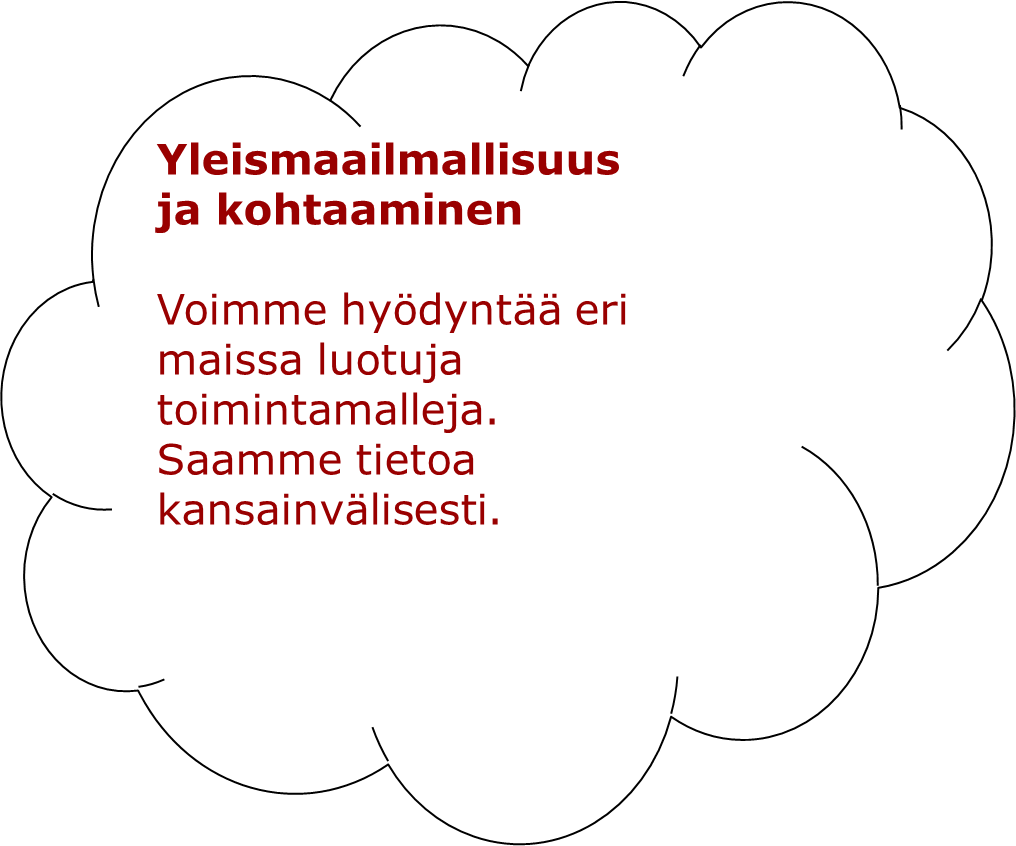 Yleismaailmallisuus
ja kohtaaminen
Voimme hyödyntää eri
maissa luotuja
toimintamalleja.
Saamme tietoa
kansainvälisesti.